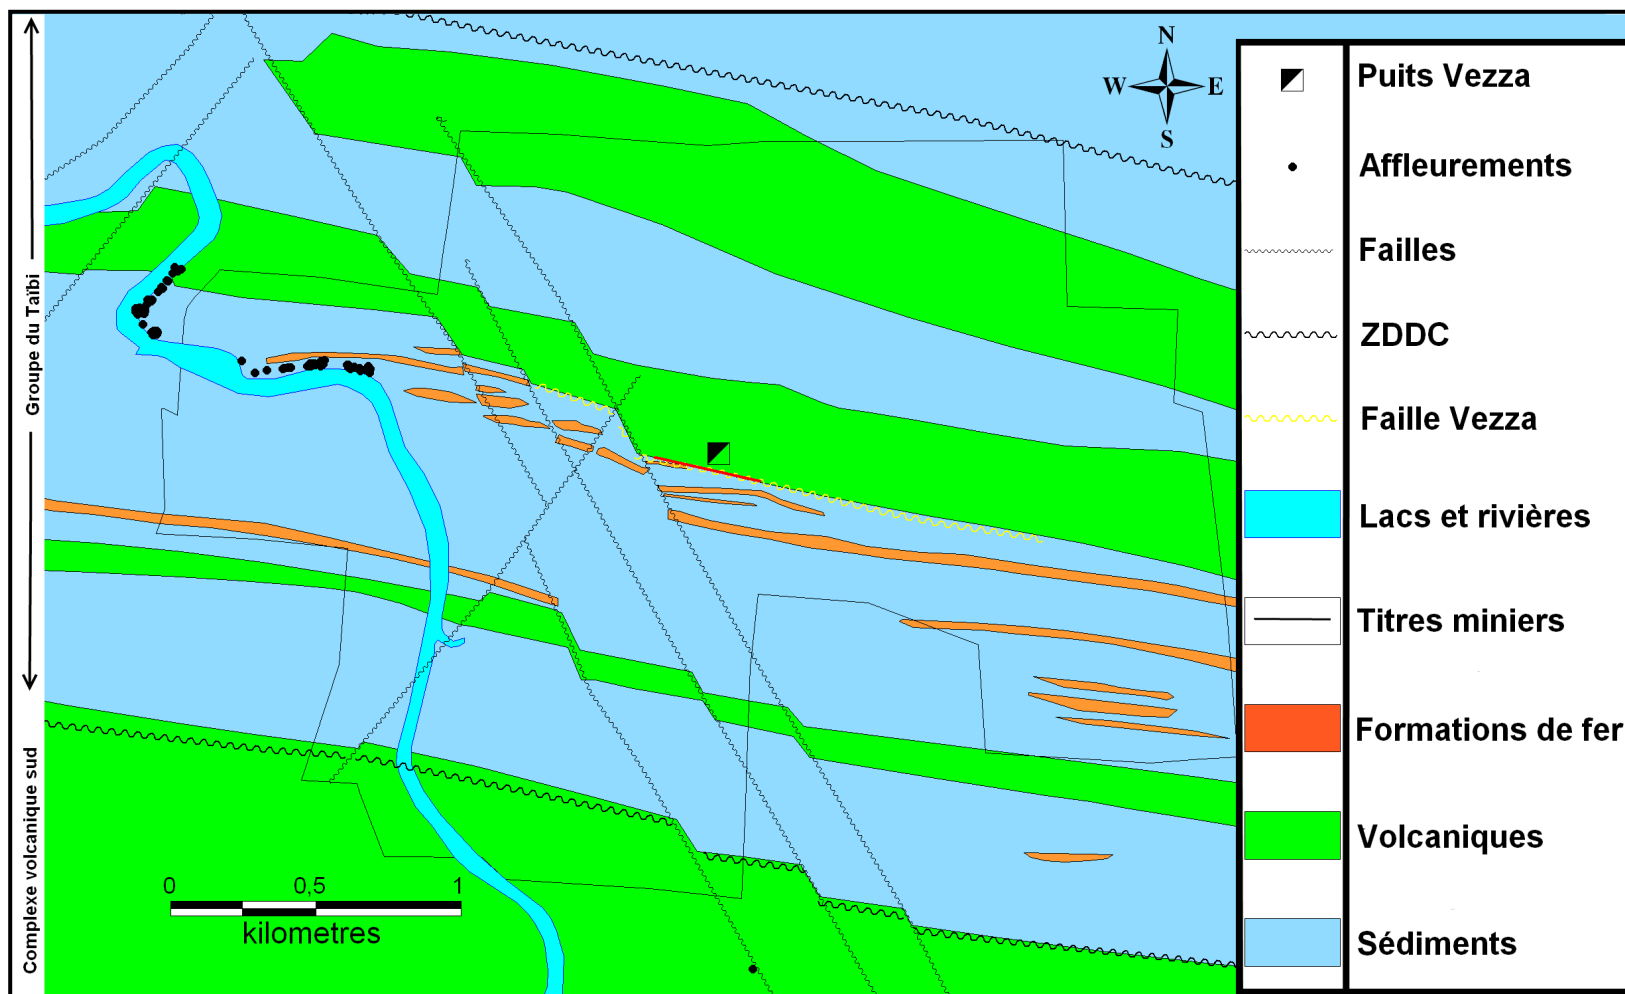 Groupe du Taïbi
Complexe volcanique sud
N
W E
S
0 0,5 1
kilometres
Puits Vezza
Affleurements
Failles
ZDDC
Faille Vezza
Lacs et rivières
Titres miniers
Formations de fer
Volcaniques
Sédiments